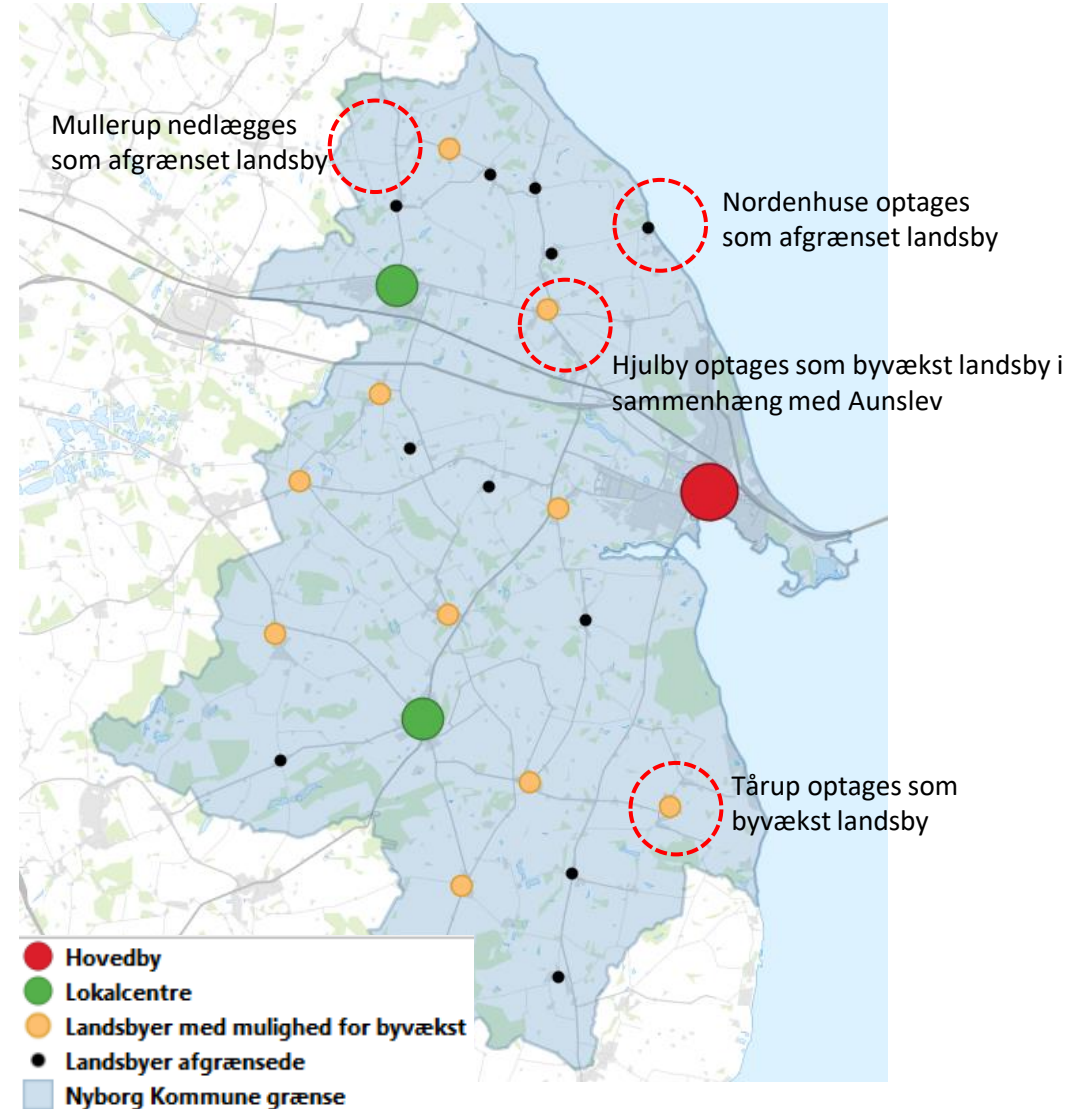 Mullerup nedlægges
som afgrænset landsby
Nordenhuse optages
som afgrænset landsby
Hjulby optages som byvækst landsby i
sammenhæng med Aunslev
Tårup optages som
byvækst landsby
Hovedby
Lokalcentre
Landsbyer med mulighed for byvækst
Landsbyer afgrænsede
Nyborg Kommune grænse